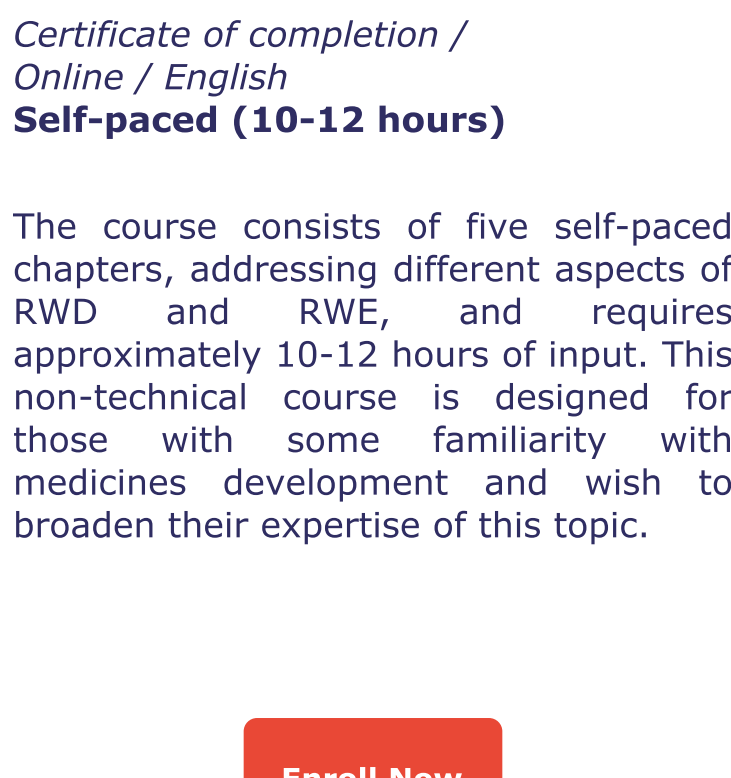 Certificate of completion /
Online / English
Self-paced (10-12 hours)
The course consists of five self-paced
chapters, addressing different aspects of
RWD and RWE, and requires
approximately 10-12 hours of input. This
non-technical course is designed for
those with some familiarity with
medicines development and wish to
broaden their expertise of this topic.
Enroll Now